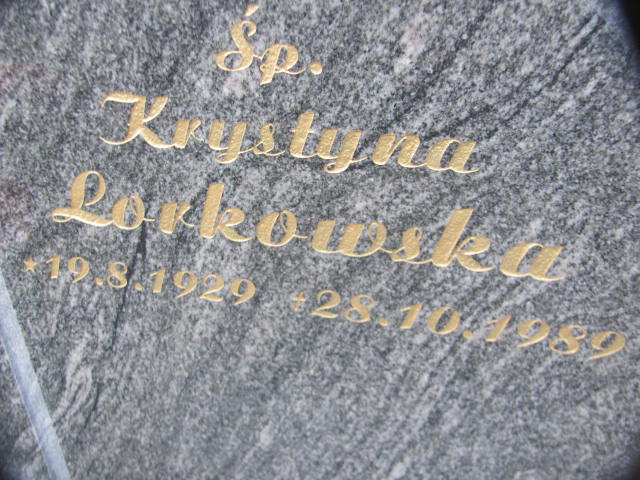 Śp.
Krystyna
Lorkowska
*19.8.1929 †28.10.1989